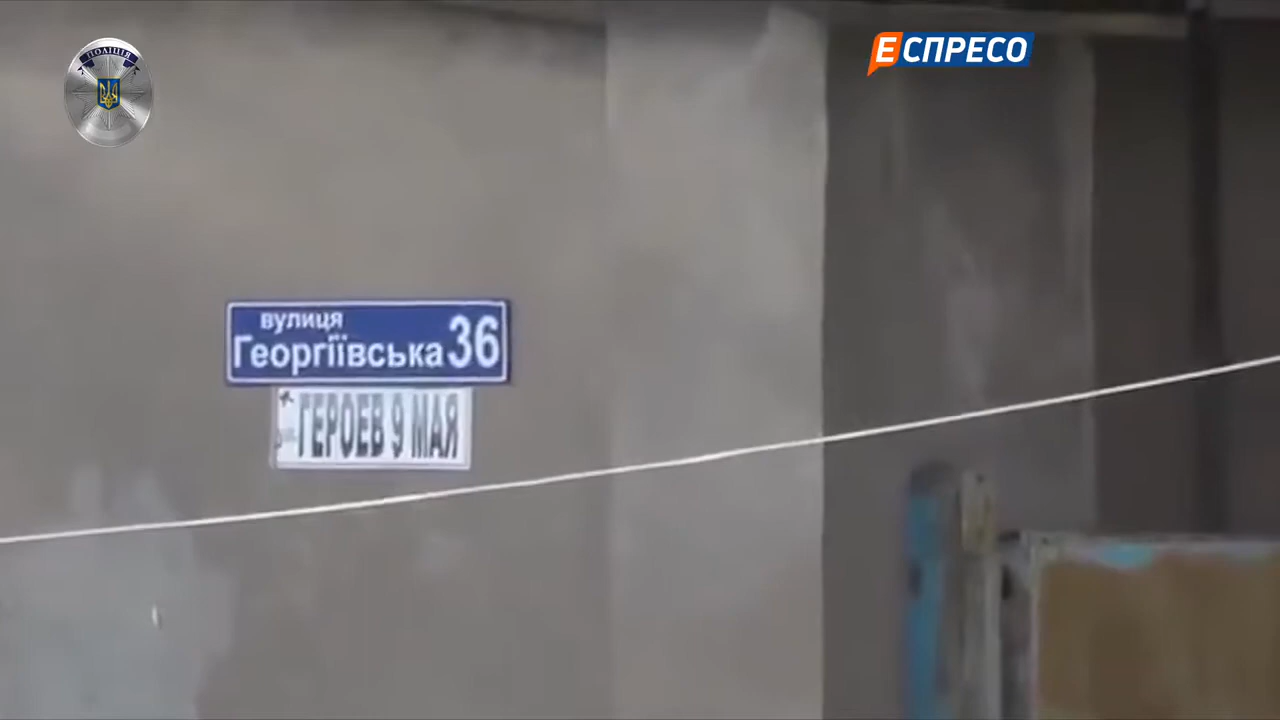 ПОЛІЦІЯ
ЕСПРЕСО
вулиця
Георгіївська 36
ГЕРОЕВ 9 МАЯ